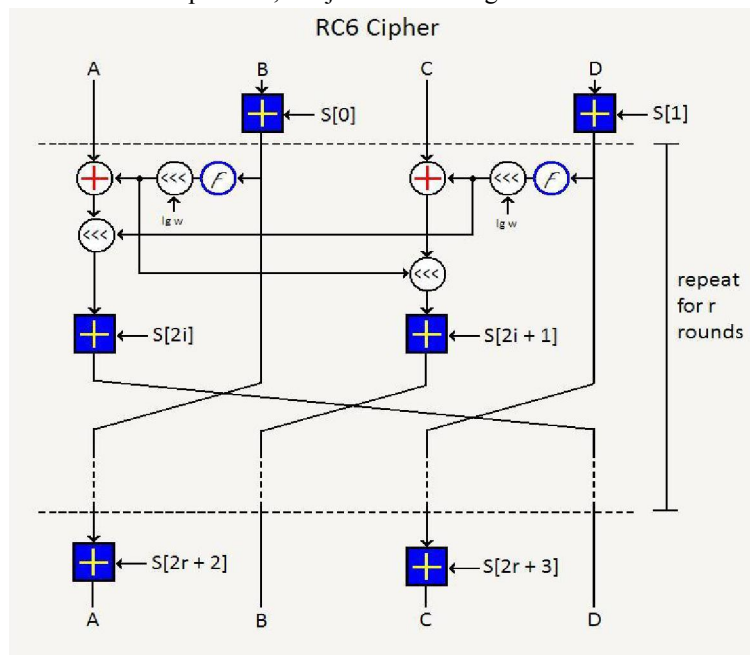 RC6 Cipher
A B C D
S[0] S[1]
<<< f <<< f
lg w lg w
<<<
<<<
repeat
for r
rounds
S[2i] S[2i + 1]
S[2r + 2] S[2r + 3]
A B C D